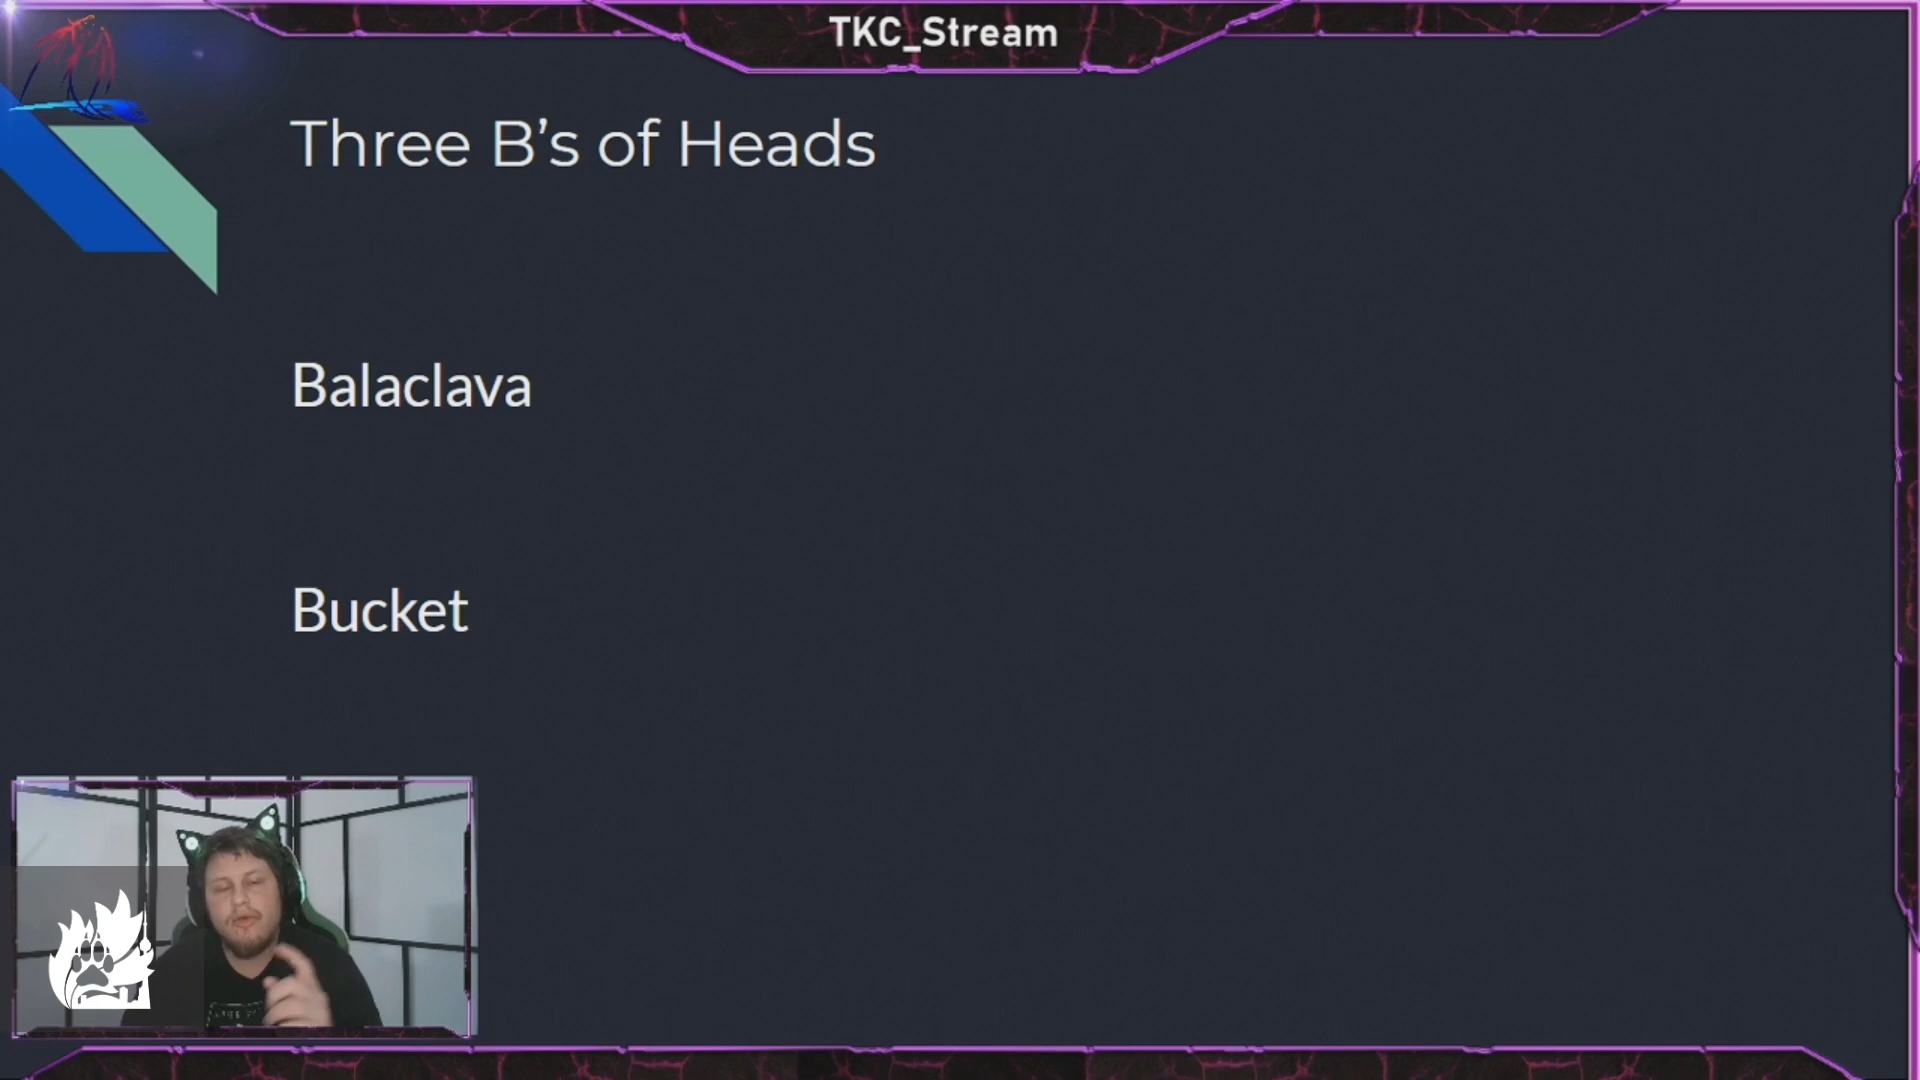 TKC_Stream
Three B’s of Heads
Balaclava
Bucket